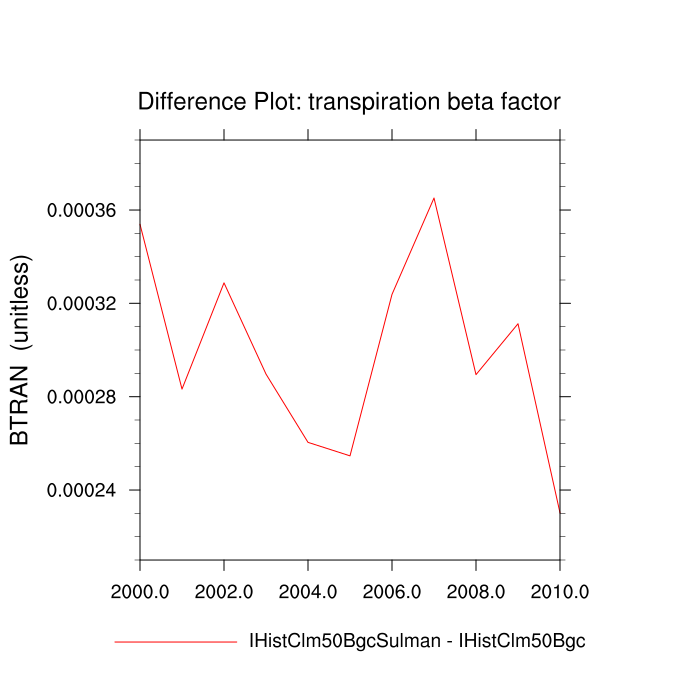 Difference Plot: transpiration beta factor
BTRAN (unitless)
0.00036
0.00032
0.00028
0.00024
2000.0 2002.0 2004.0 2006.0 2008.0 2010.0
IHistClm50BgcSulman - IHistClm50Bgc